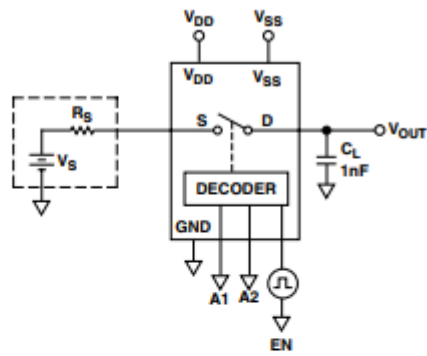 VDD VSS
VDD VSS
RS
S D
VOUT
VS
CL
1nF
DECODER
GND
A1 A2
EN